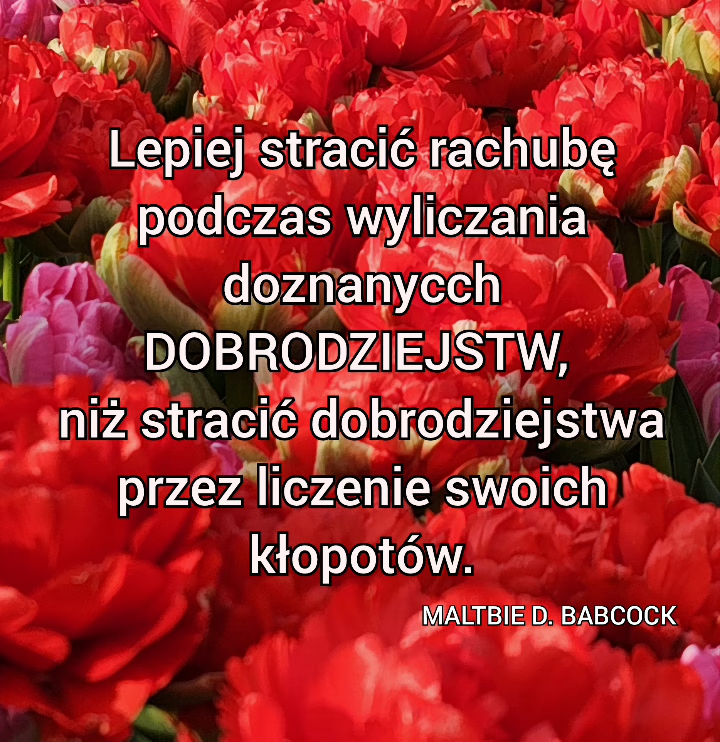 Lepiej stracić rachubę
podczas wyliczania
doznanycch
DOBRODZIEJSTW,
niż stracić dobrodziejstwa
przez liczenie swoich
kłopotów.
MALTBIE D. BABCOCK